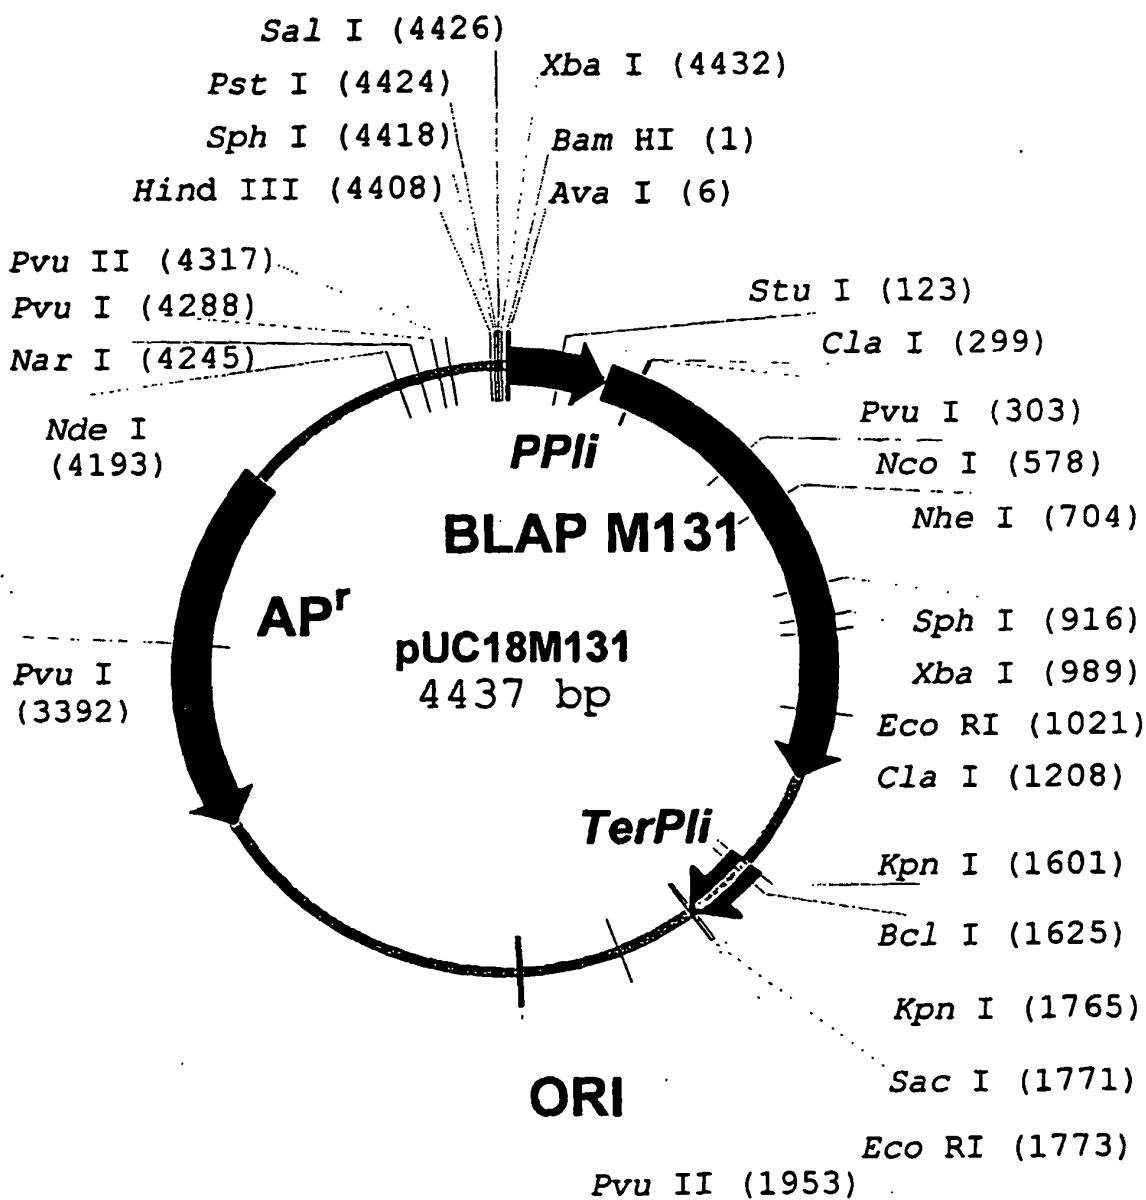 Sal I (4426)
Xba I (4432)
Pst I (4424)
Sph I (4418)
Bam HI (1)
Hind III (4408)
Ava I (6)
Pvu II (4317)
Stu I (123)
Pvu I (4288)
Cla I (299)
Nar I (4245)
Pvu I (303)
Nde I
(4193)
PPli
Nco I (578)
BLAP M131
Nhe I (704)
APʳ
Sph I (916)
pUC18M131
4437 bp
Xba I (989)
Pvu I
(3392)
Eco RI (1021)
Cla I (1208)
TerPli
Kpn I (1601)
Bcl I (1625)
Kpn I (1765)
Sac I (1771)
ORI
Eco RI (1773)
Pvu II (1953)